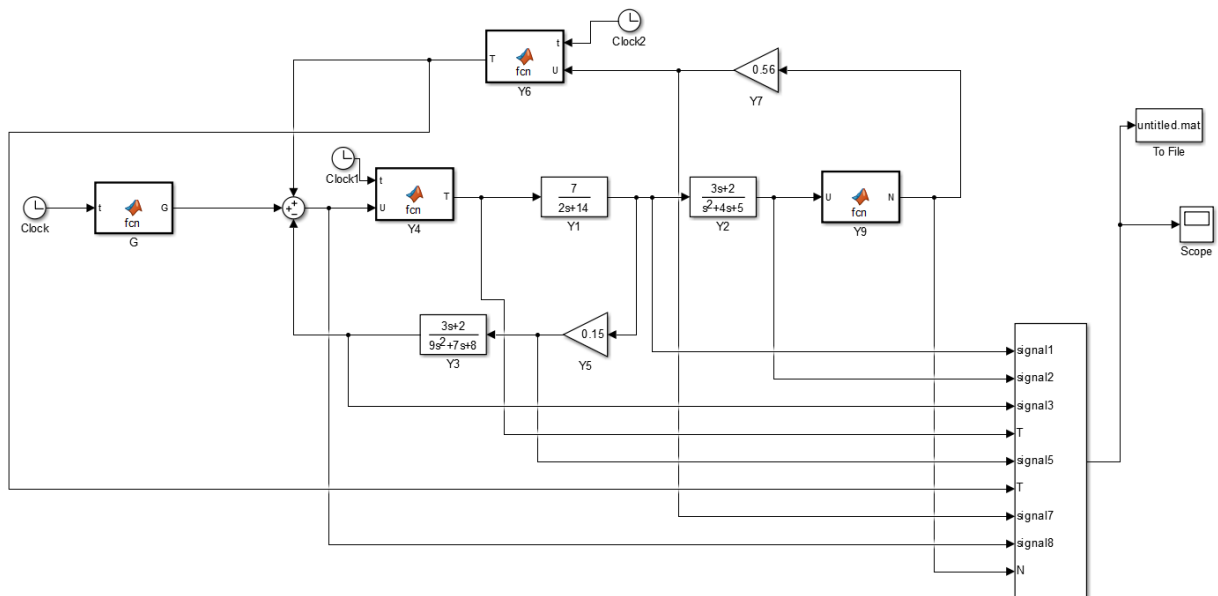 t
T
fcn
U
Y6
Clock2
0.56
Y7
untitled.mat
To File
Clock
t
fcn
G
G
+
+
−
Clock1
t
T
U
fcn
Y4
7
2s+14
Y1
3s+2
s²+4s+5
Y2
U
fcn
N
Y9
Scope
3s+2
9s²+7s+8
Y3
0.15
Y5
signal1
signal2
signal3
T
signal5
T
signal7
signal8
N